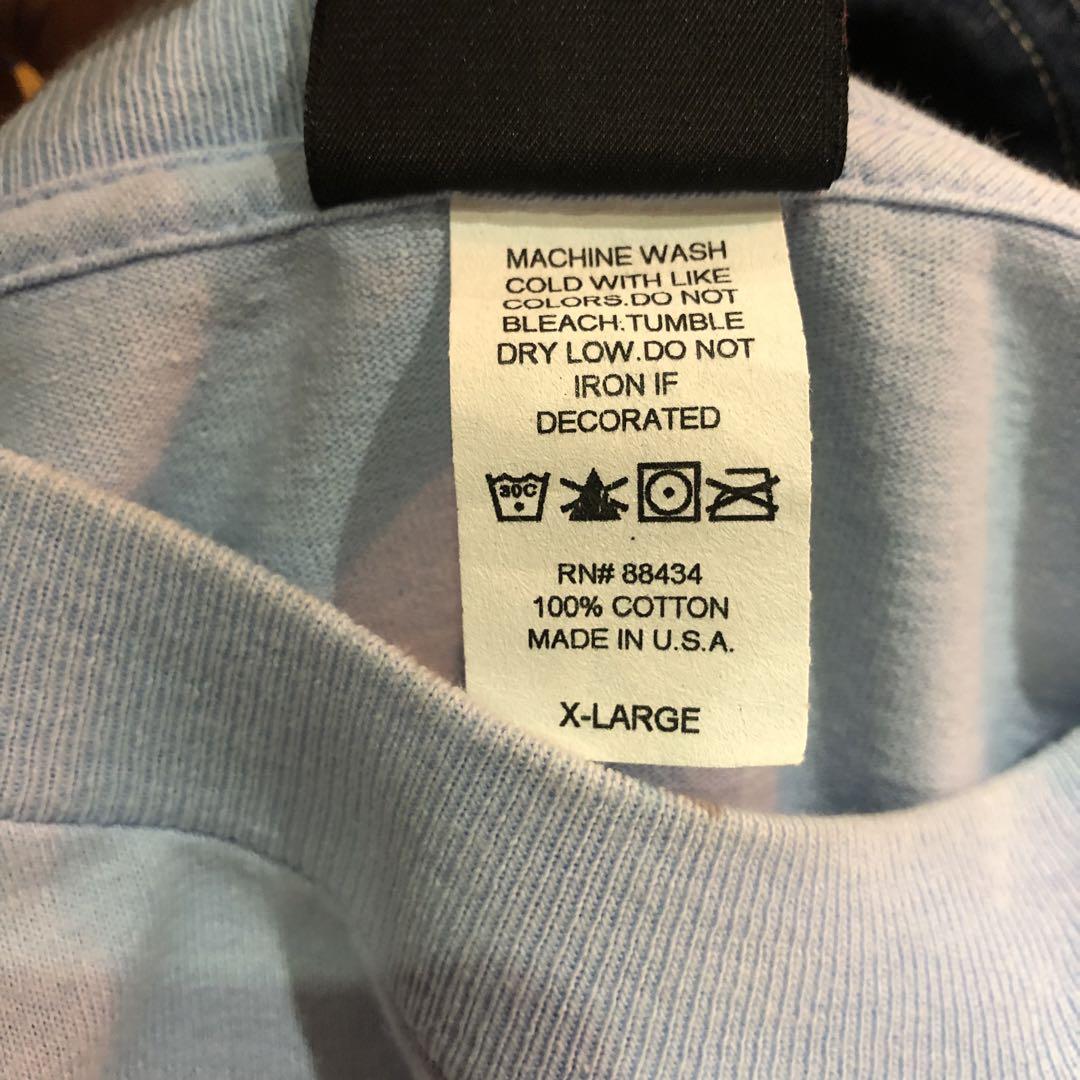 MACHINE WASH
COLD WITH LIKE
COLORS.DO NOT
BLEACH.TUMBLE
DRY LOW.DO NOT
IRON IF
DECORATED
30C
RN# 88434
100% COTTON
MADE IN U.S.A.
X-LARGE